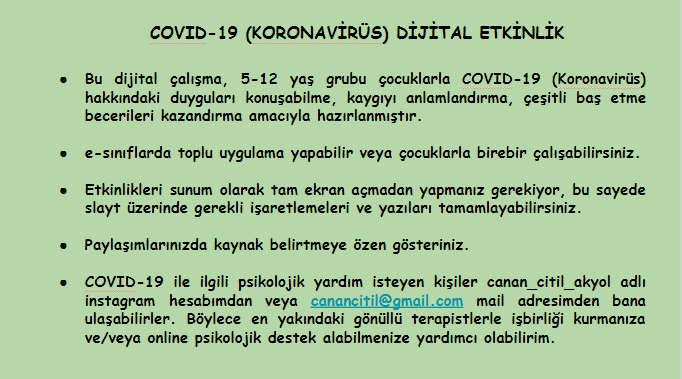 COVID-19 (KORONAVİRÜS) DİJİTAL ETKİNLİK
● Bu dijital çalışma, 5-12 yaş grubu çocuklarla COVID-19 (Koronavirüs)
hakkındaki duyguları konuşabilme, kaygıyı anlamlandırma, çeşitli baş etme
becerileri kazandırma amacıyla hazırlanmıştır.
● e-sınıflarda toplu uygulama yapabilir veya çocuklarla birebir çalışabilirsiniz.
● Etkinlikleri sunum olarak tam ekran açmadan yapmanız gerekiyor, bu sayede
slayt üzerinde gerekli işaretlemeleri ve yazıları tamamlayabilirsiniz.
● Paylaşımlarınızda kaynak belirtmeye özen gösteriniz.
● COVID-19 ile ilgili psikolojik yardım isteyen kişiler canan_citil_akyol adlı
instagram hesabımdan veya canancitil@gmail.com mail adresimden bana
ulaşabilirler. Böylece en yakındaki gönüllü terapistlerle işbirliği kurmanıza
ve/veya online psikolojik destek alabilmenize yardımcı olabilirim.